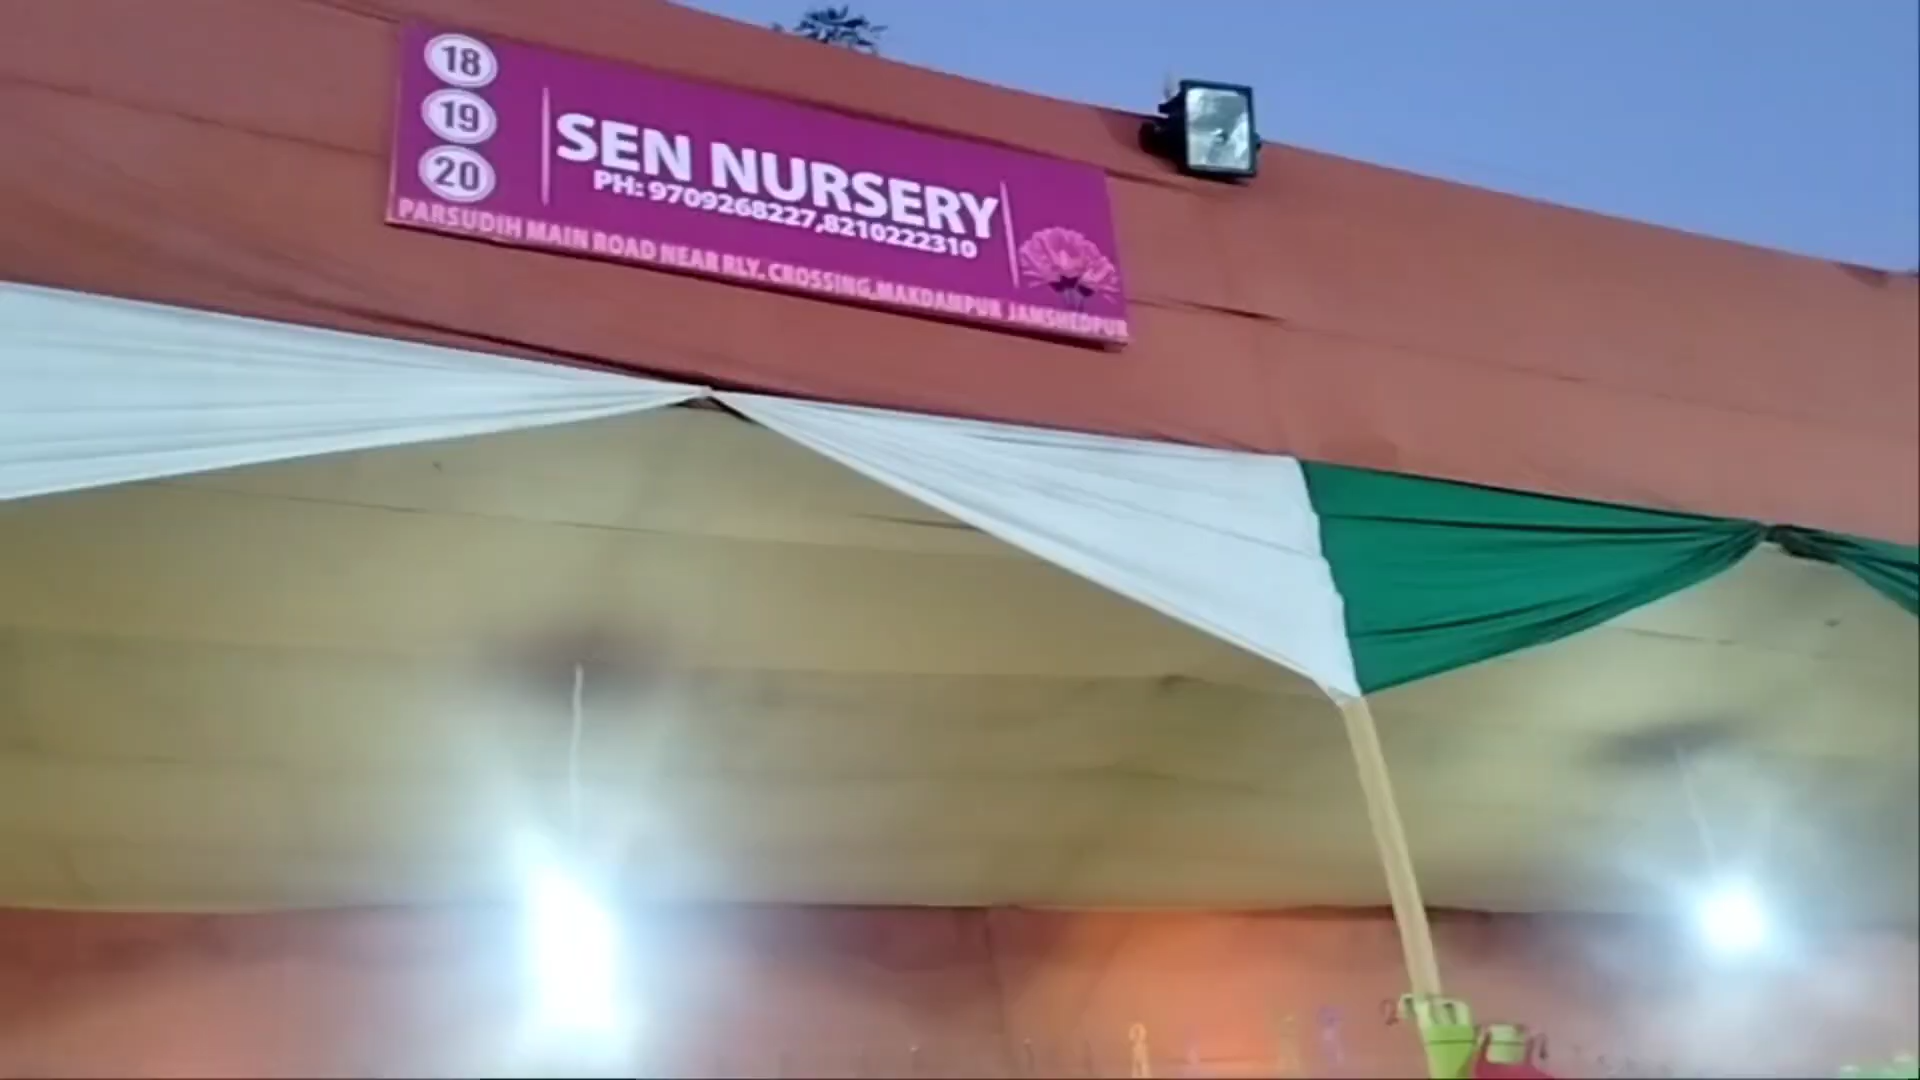 18
19
20
SEN NURSERY
PH: 9709268227,8210222310
PARSUDIH MAIN ROAD NEAR RLY. CROSSING,MAKDAMPUR JAMSHEDPUR